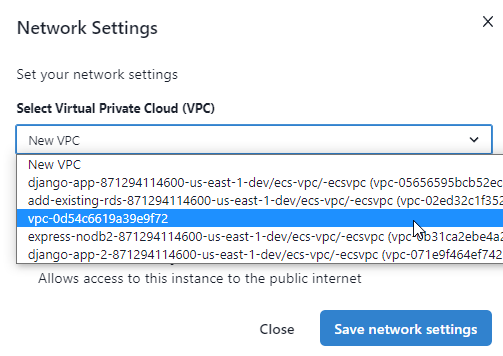 Network Settings
Set your network settings
Select Virtual Private Cloud (VPC)
New VPC
New VPC
django-app-871294114600-us-east-1-dev/ecs-vpc/-ecsvpc (vpc-05656595bcb52ec
add-existing-rds-871294114600-us-east-1-dev/ecs-vpc/-ecsvpc (vpc-02ed32c1f352
vpc-0d54c6619a39e9f72
express-nodb2-871294114600-us-east-1-dev/ecs-vpc/-ecsvpc (vpc-0b31ca2ebe4a2
django-app-2-871294114600-us-east-1-dev/ecs-vpc/-ecsvpc (vpc-071e9f464ef742
Allows access to this instance to the public internet
Close
Save network settings